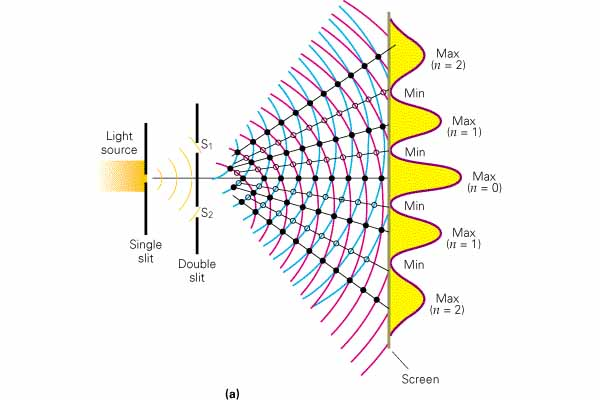 Max
(n = 2)
Min
Max
(n = 1)
Min
Light
source
S1
Max
(n = 0)
S2
Min
Single
slit
Double
slit
Max
(n = 1)
Min
Max
(n = 2)
Screen
(a)